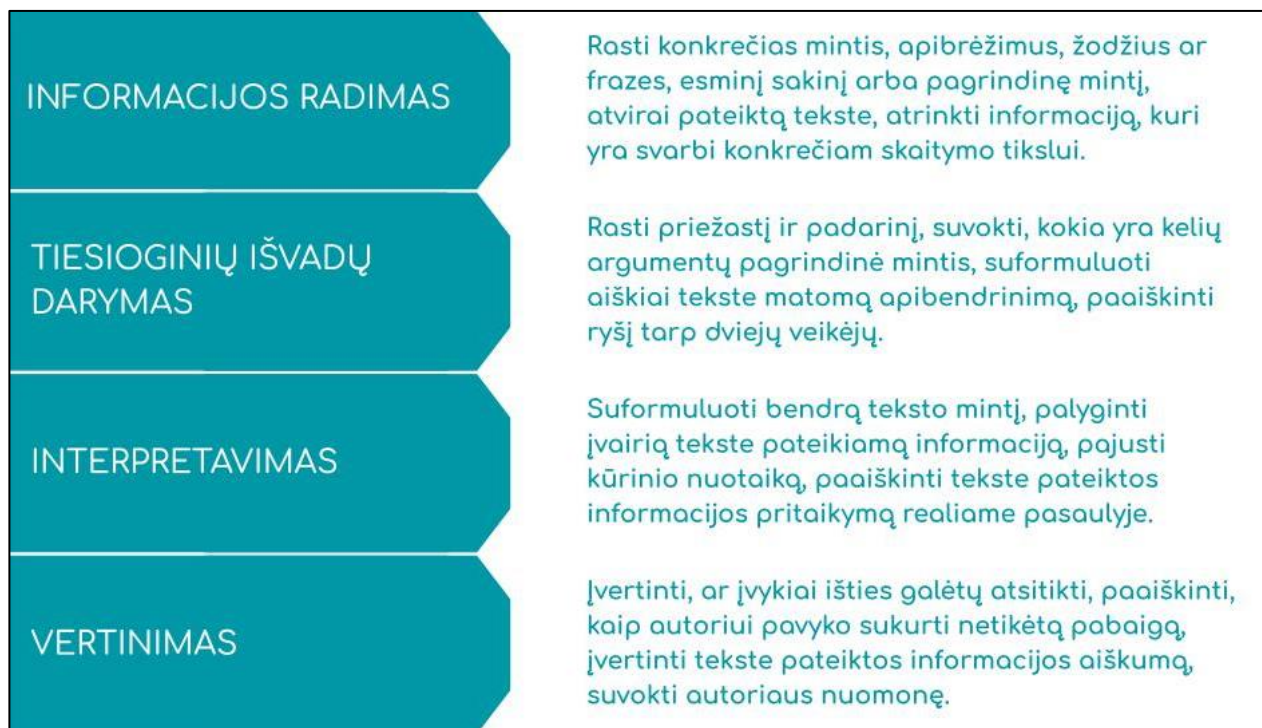 INFORMACIJOS RADIMAS
Rasti konkrečias mintis, apibrėžimus, žodžius ar
frazes, esminį sakinį arba pagrindinę mintį,
atvirai pateiktą tekste, atrinkti informaciją, kuri
yra svarbi konkrečiam skaitymo tikslui.
TIESIOGINIŲ IŠVADŲ
DARYMAS
Rasti priežastį ir padarinį, suvokti, kokia yra kelių
argumentų pagrindinė mintis, suformuluoti
aiškiai tekste matomą apibendrinimą, paaiškinti
ryšį tarp dviejų veikėjų.
INTERPRETAVIMAS
Suformuluoti bendrą teksto mintį, palyginti
įvairią tekste pateikiamą informaciją, pajusti
kūrinio nuotaiką, paaiškinti tekste pateiktos
informacijos pritaikymą realiame pasaulyje.
VERTINIMAS
Įvertinti, ar įvykiai išties galėtų atsitikti, paaiškinti,
kaip autoriui pavyko sukurti netikėtą pabaigą,
įvertinti tekste pateiktos informacijos aiškumą,
suvokti autoriaus nuomonę.